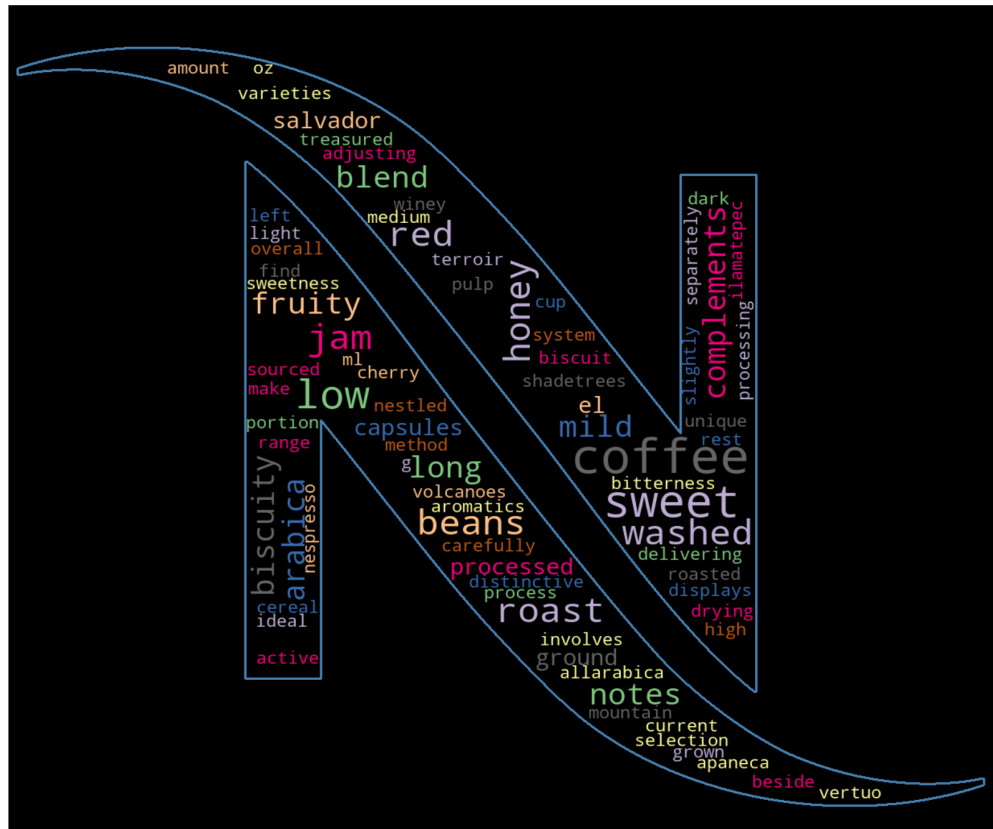 amount oz
varieties
salvador
treasured
adjusting
blend
winey
medium
red
terroir
pulp
honey
cup
system
biscuit
shadetrees
el
mild
dark
separately
complements
ilamatepec
slightly
processing
unique
rest
coffee
bitterness
sweet
washed
delivering
roasted
displays
drying
high
left
light
overall
find
sweetness
fruity
jam
ml
cherry
sourced
make
low
nestled
portion
capsules
range
method
g
long
biscuity
arabica
nespresso
volcanoes
aromatics
beans
carefully
processed
distinctive
process
roast
cereal
ideal
active
involves
ground
allarabica
notes
mountain
current
selection
grown
apaneca
beside
vertuo